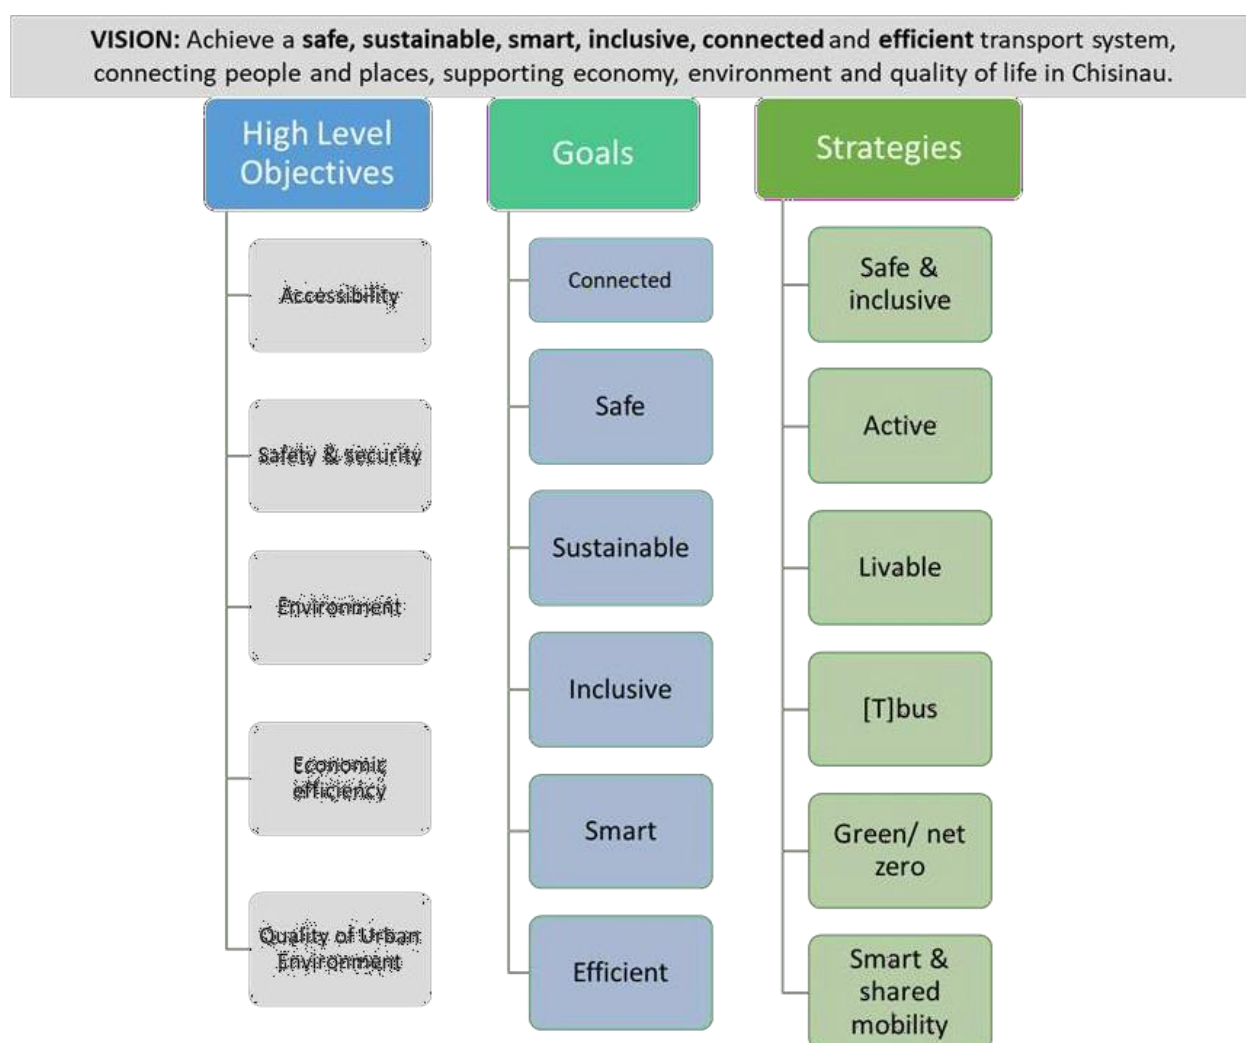 VISION: Achieve a safe, sustainable, smart, inclusive, connected and efficient transport system,
connecting people and places, supporting economy, environment and quality of life in Chisinau.
High Level
Objectives
Accessibility
Safety & security
Environment
Economic
efficiency
Quality of Urban
Environment
Goals
Connected
Safe
Sustainable
Inclusive
Smart
Efficient
Strategies
Safe &
inclusive
Active
Livable
[T]bus
Green/ net
zero
Smart &
shared
mobility